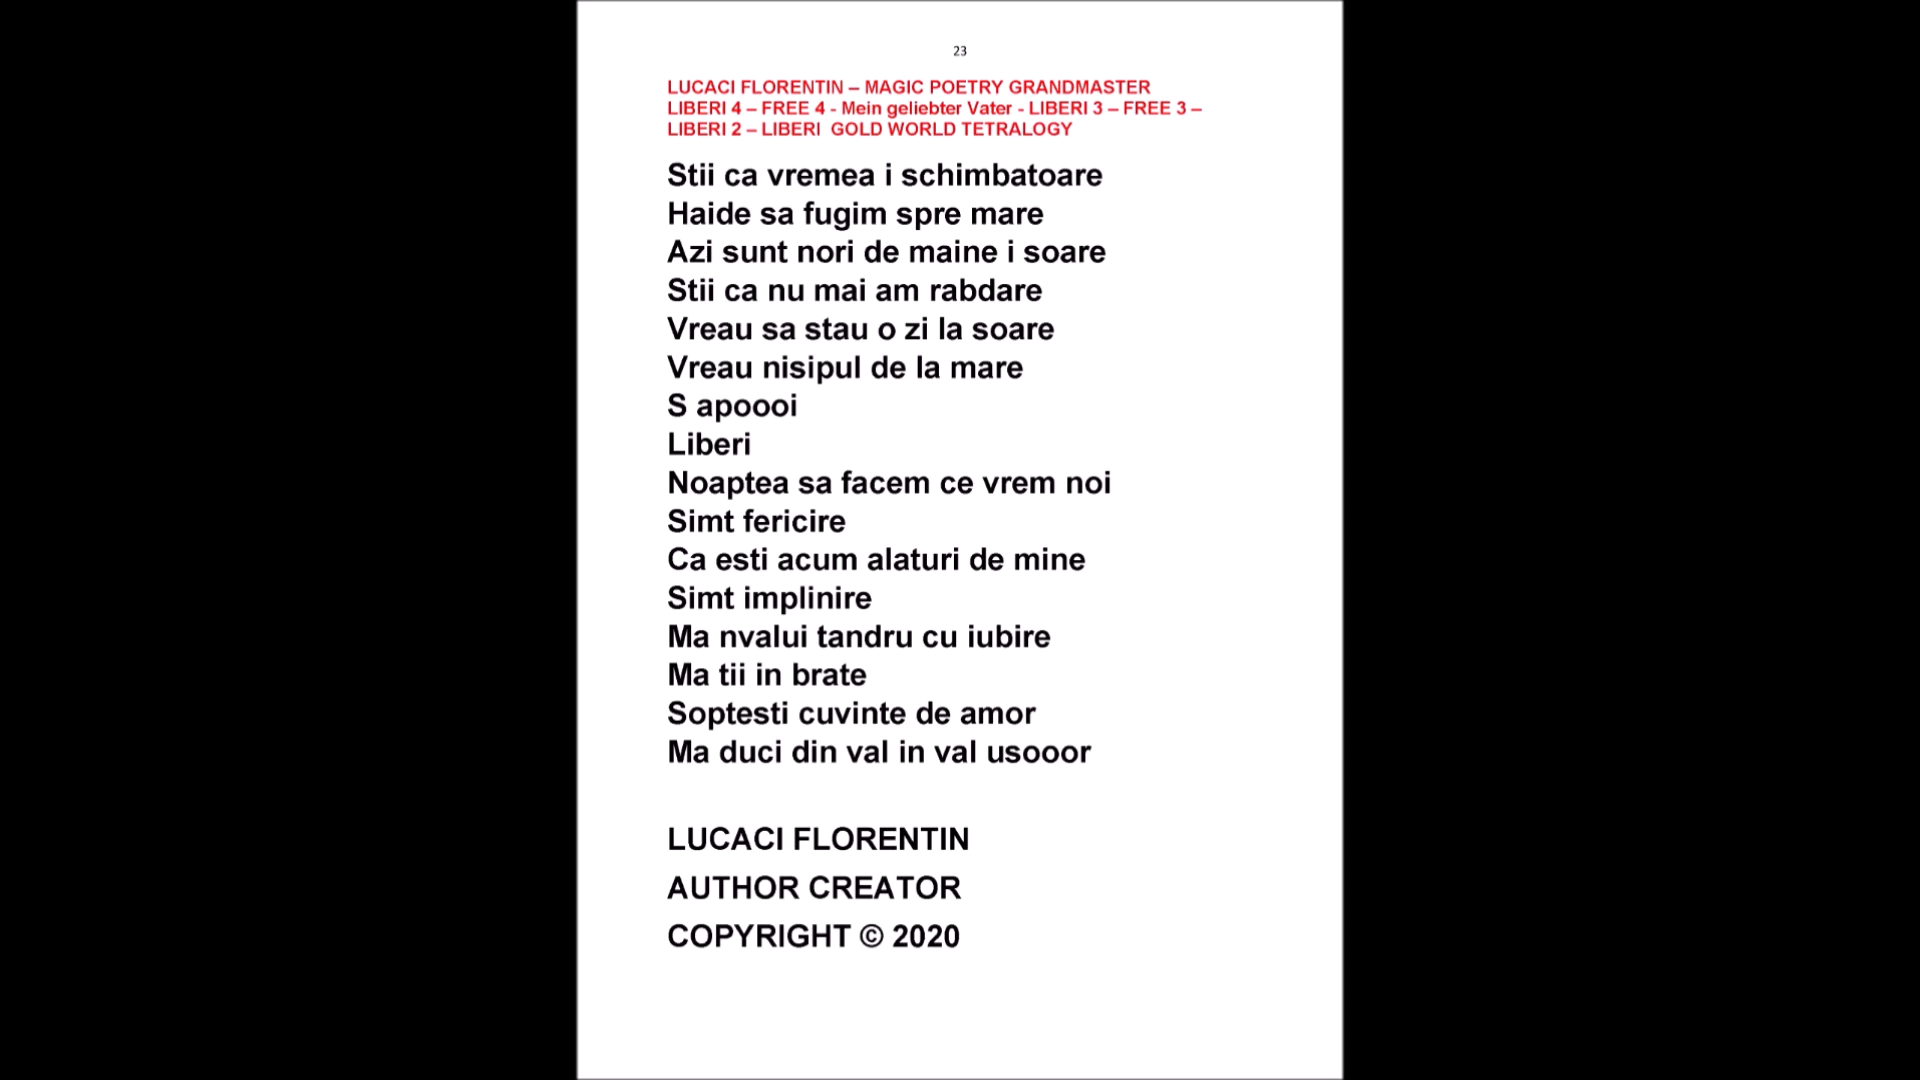 23
LUCACI FLORENTIN – MAGIC POETRY GRANDMASTER
LIBERI 4 – FREE 4 - Mein geliebter Vater - LIBERI 3 – FREE 3 –
LIBERI 2 – LIBERI  GOLD WORLD TETRALOGY
Stii ca vremea i schimbatoare
Haide sa fugim spre mare
Azi sunt nori de maine i soare
Stii ca nu mai am rabdare
Vreau sa stau o zi la soare
Vreau nisipul de la mare
S apoooi
Liberi
Noaptea sa facem ce vrem noi
Simt fericire
Ca esti acum alaturi de mine
Simt implinire
Ma nvalui tandru cu iubire
Ma tii in brate
Soptesti cuvinte de amor
Ma duci din val in val usooor
LUCACI FLORENTIN
AUTHOR CREATOR
COPYRIGHT © 2020